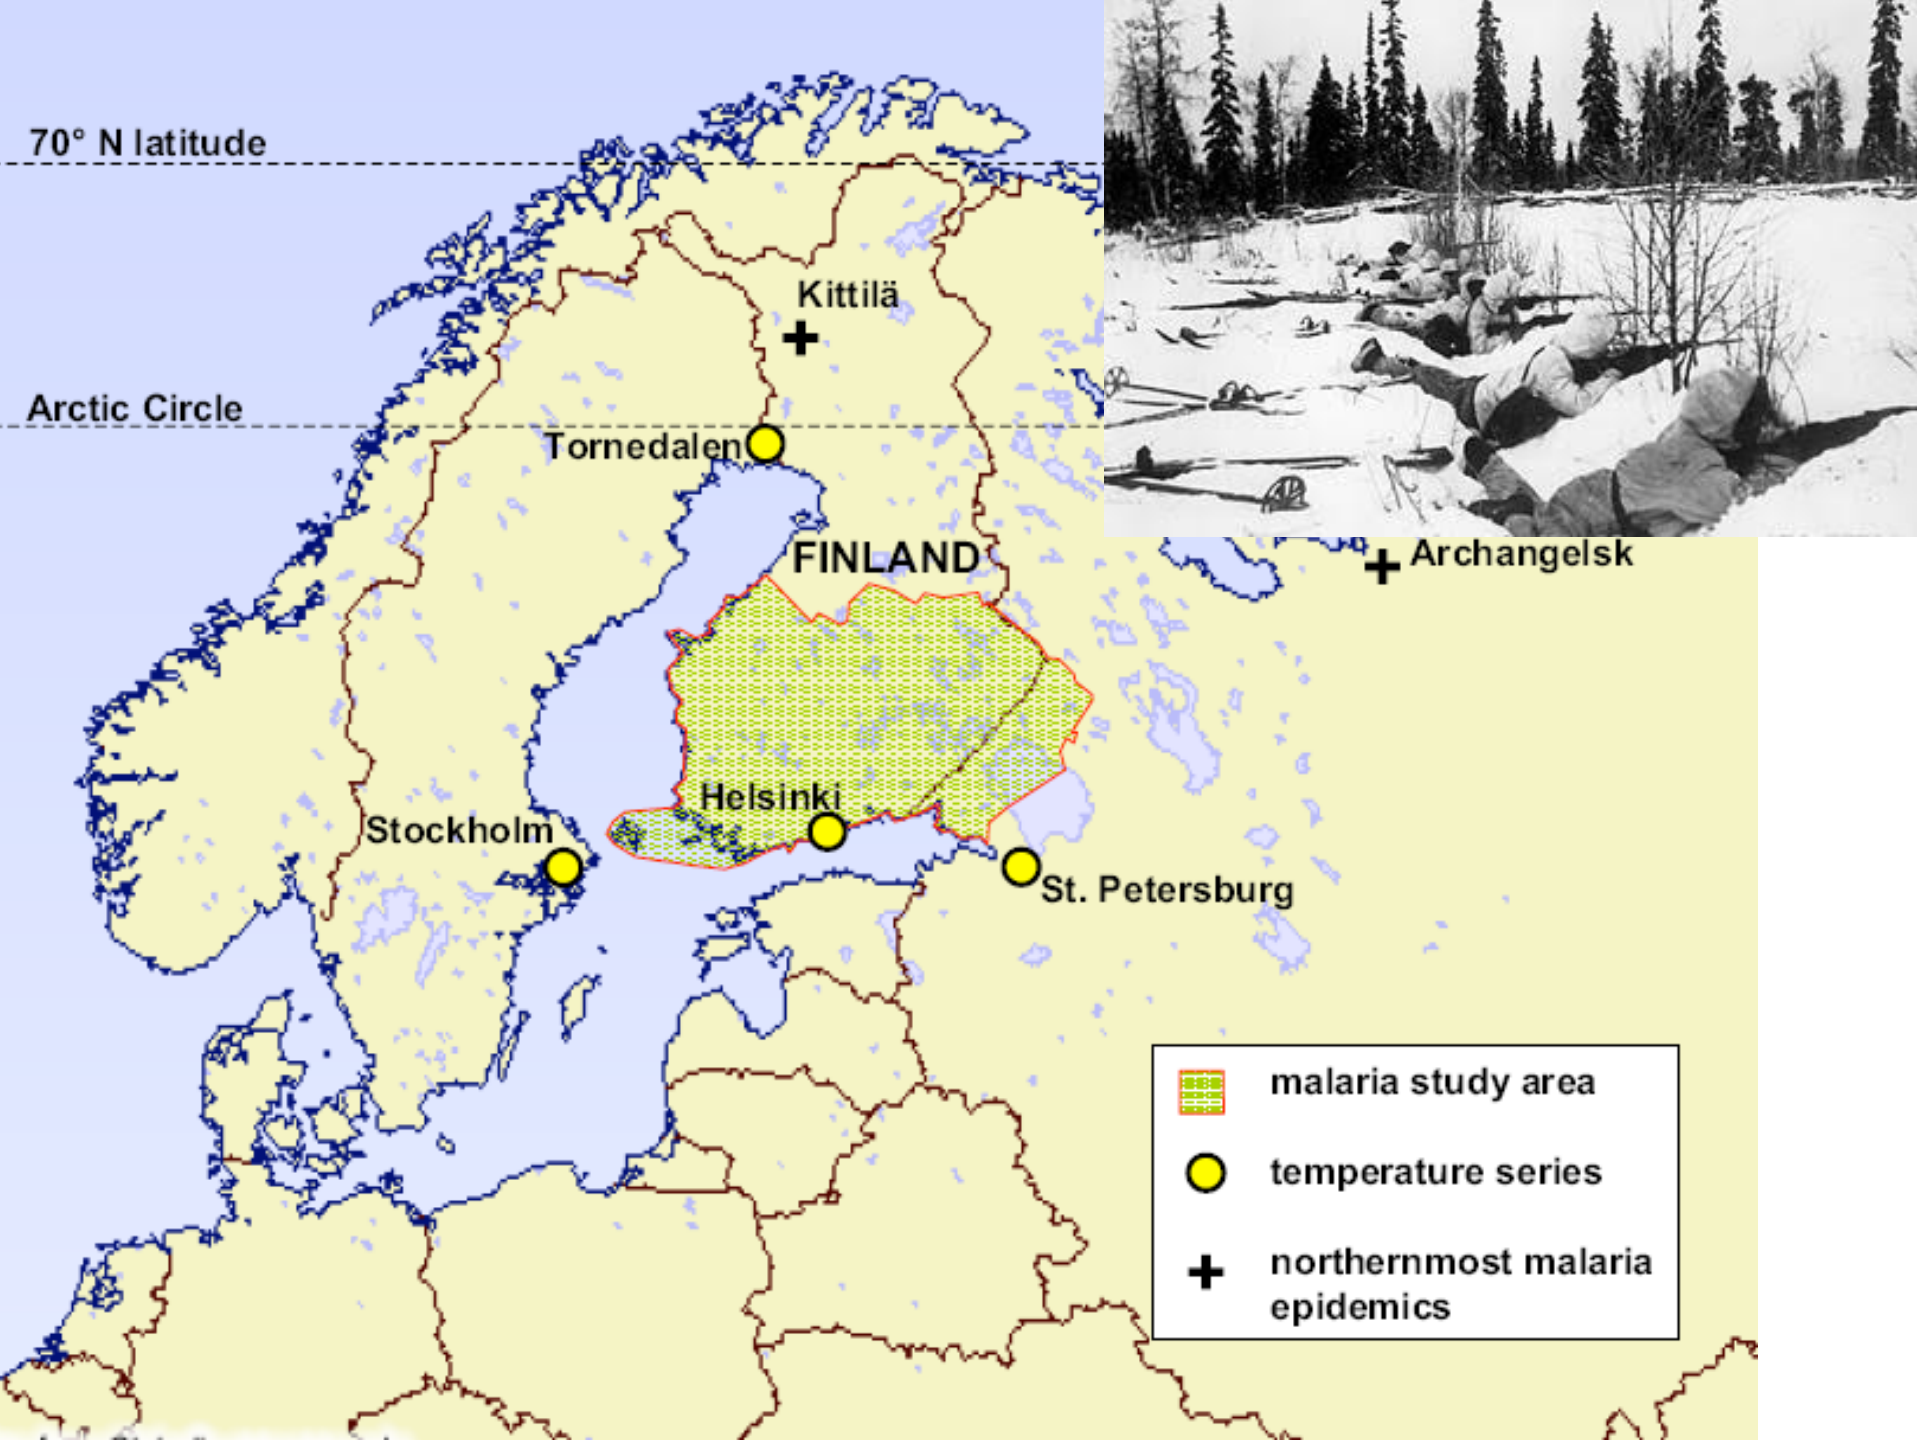 70° N latitude
Kittilä
Arctic Circle
Tornedalen
FINLAND
Archangelsk
Helsinki
Stockholm
St. Petersburg
malaria study area
temperature series
northernmost malaria
epidemics